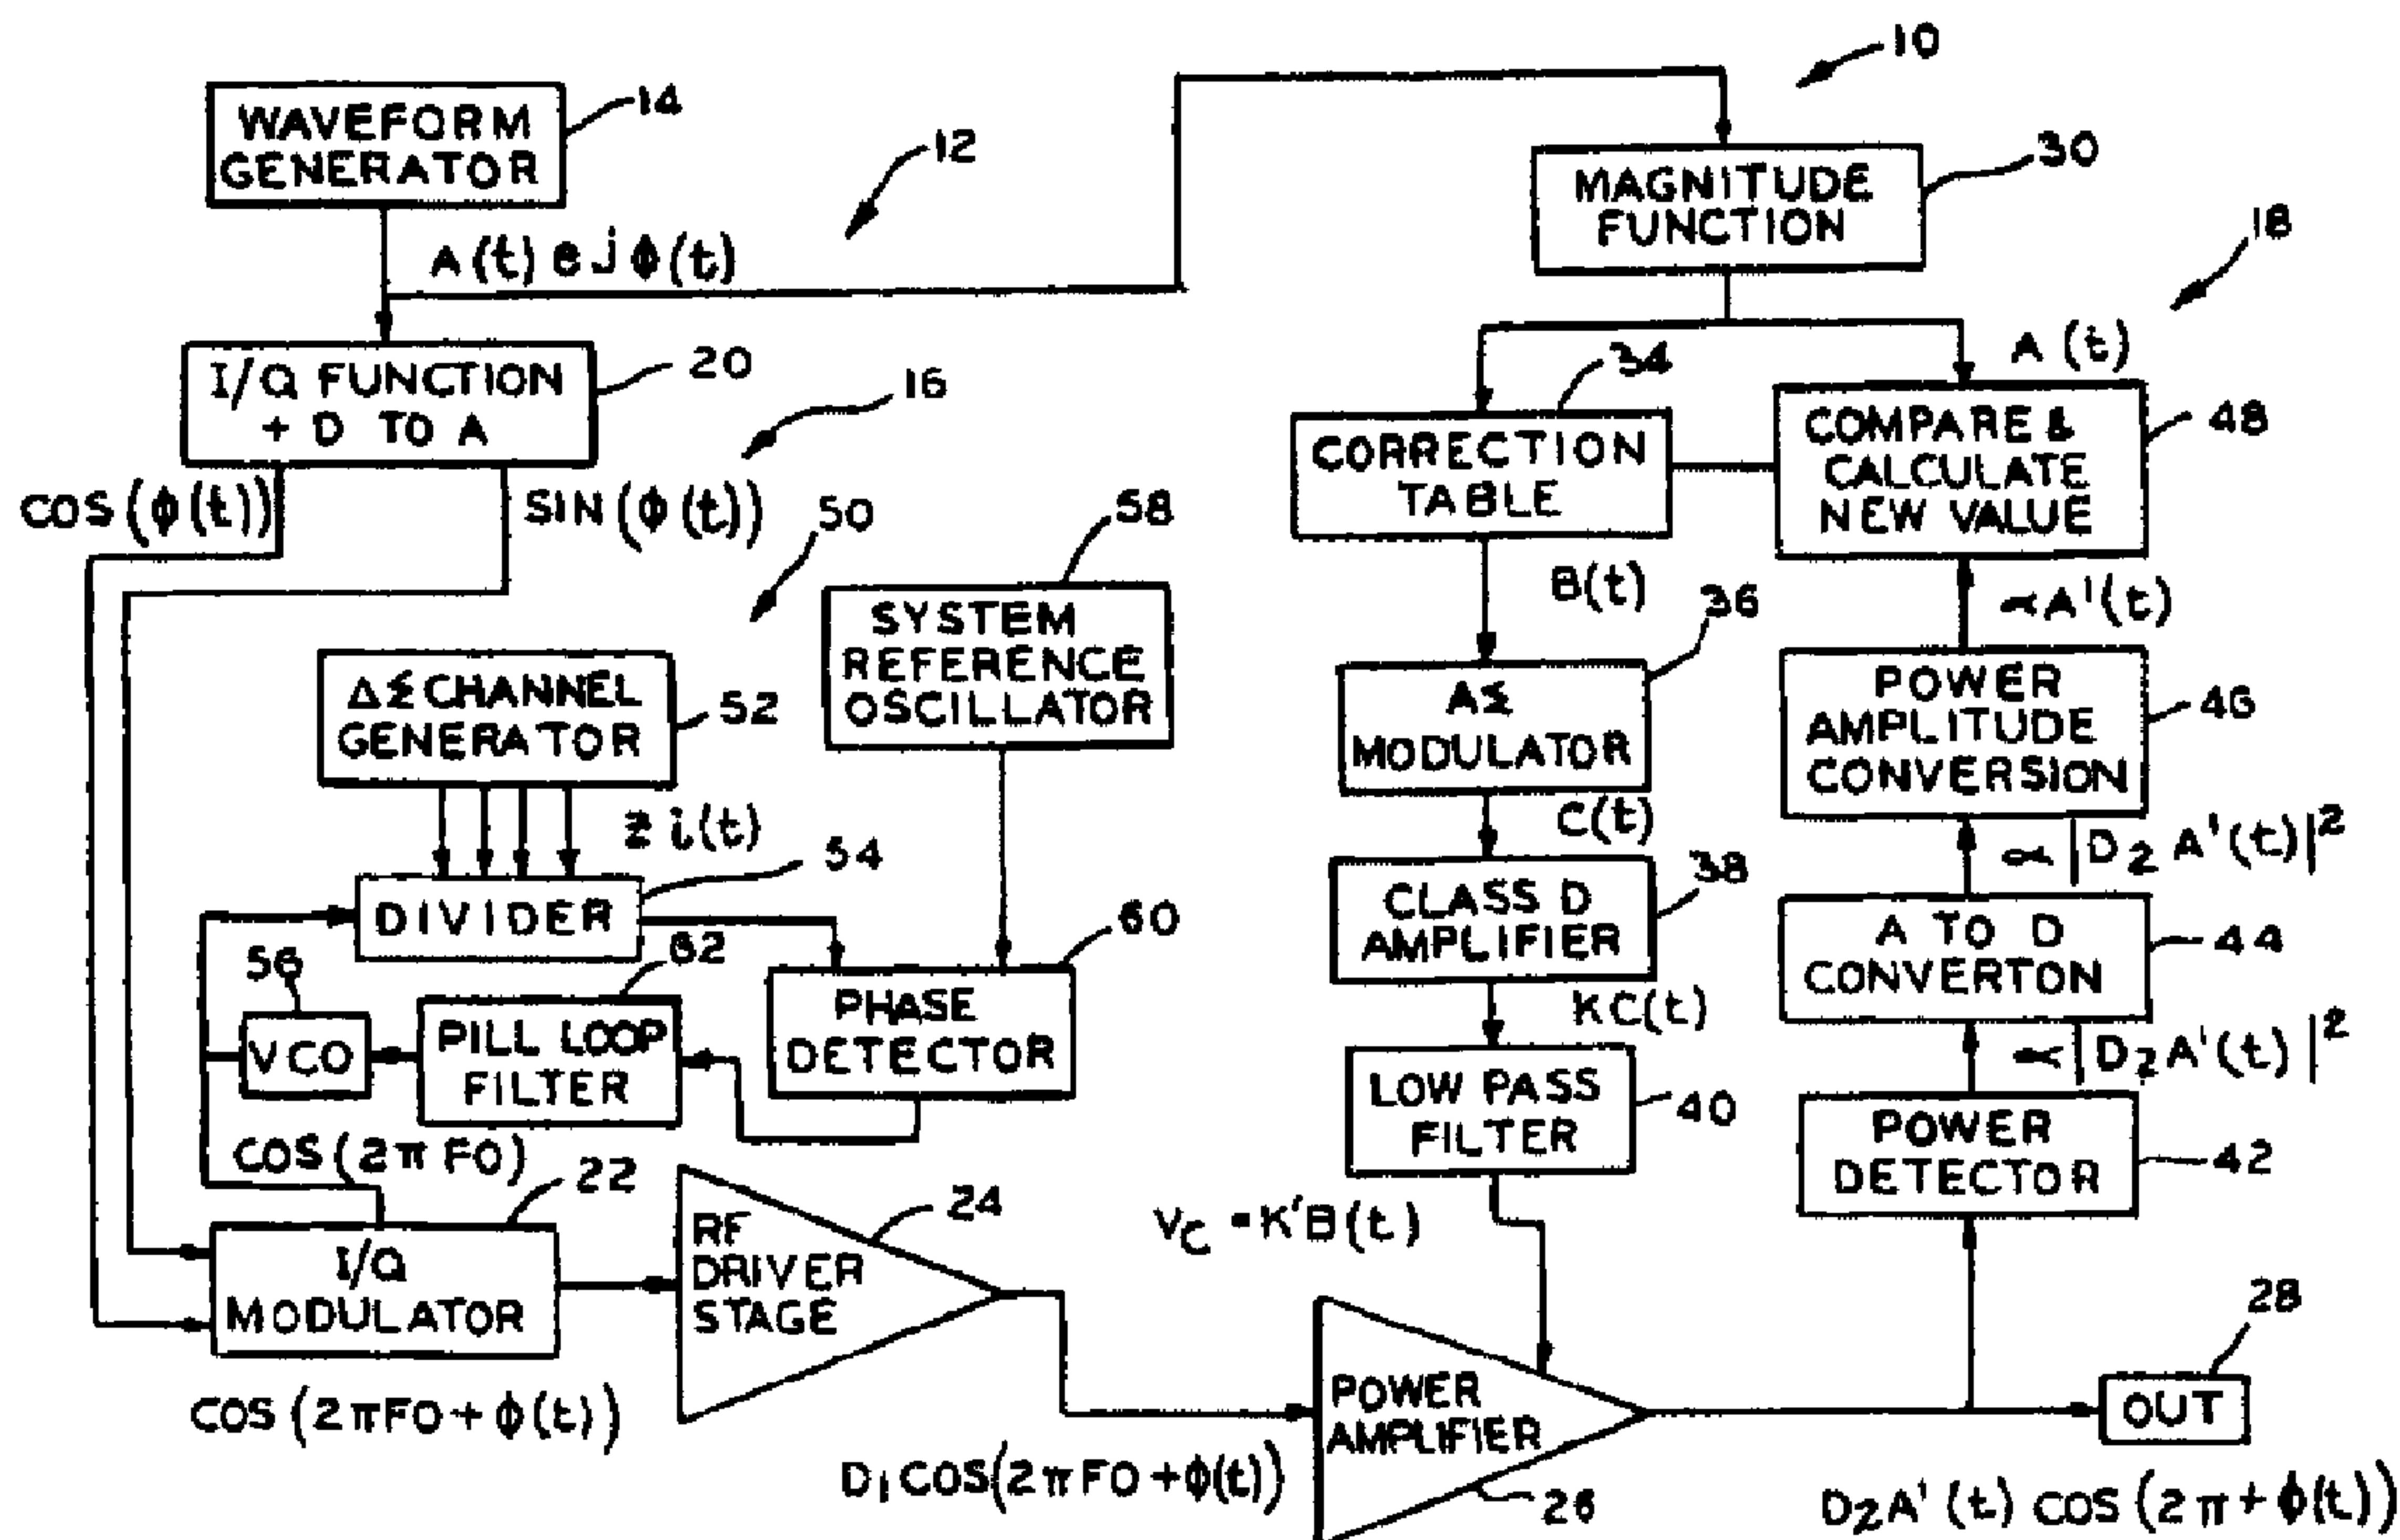 10
WAVEFORM
GENERATOR
14
12
A(t) e j ϕ(t)
MAGNITUDE
FUNCTION
30
18
I/Q FUNCTION
+ D TO A
20
16
COS(ϕ(t))
SIN(ϕ(t))
50
A(t)
34
CORRECTION
TABLE
COMPARE &
CALCULATE
NEW VALUE
48
58
SYSTEM
REFERENCE
OSCILLATOR
B(t)
∝A'(t)
36
ΔΣ CHANNEL
GENERATOR
52
AΣ
MODULATOR
POWER
AMPLITUDE
CONVERSION
46
z i(t)
54
C(t)
∝|D2 A'(t)|²
DIVIDER
CLASS D
AMPLIFIER
38
A TO D
CONVERTON
44
56
62
60
VCO
PILL LOOP
FILTER
PHASE
DETECTOR
KC(t)
∝|D2 A'(t)|²
LOW PASS
FILTER
40
POWER
DETECTOR
42
COS(2π FO)
22
I/Q
MODULATOR
RF
DRIVER
STAGE
24
VC = K'B(t)
28
OUT
POWER
AMPLIFIER
26
COS(2πFO + ϕ(t))
D1 COS(2πFO + ϕ(t))
D2A'(t) COS(2π + ϕ(t))